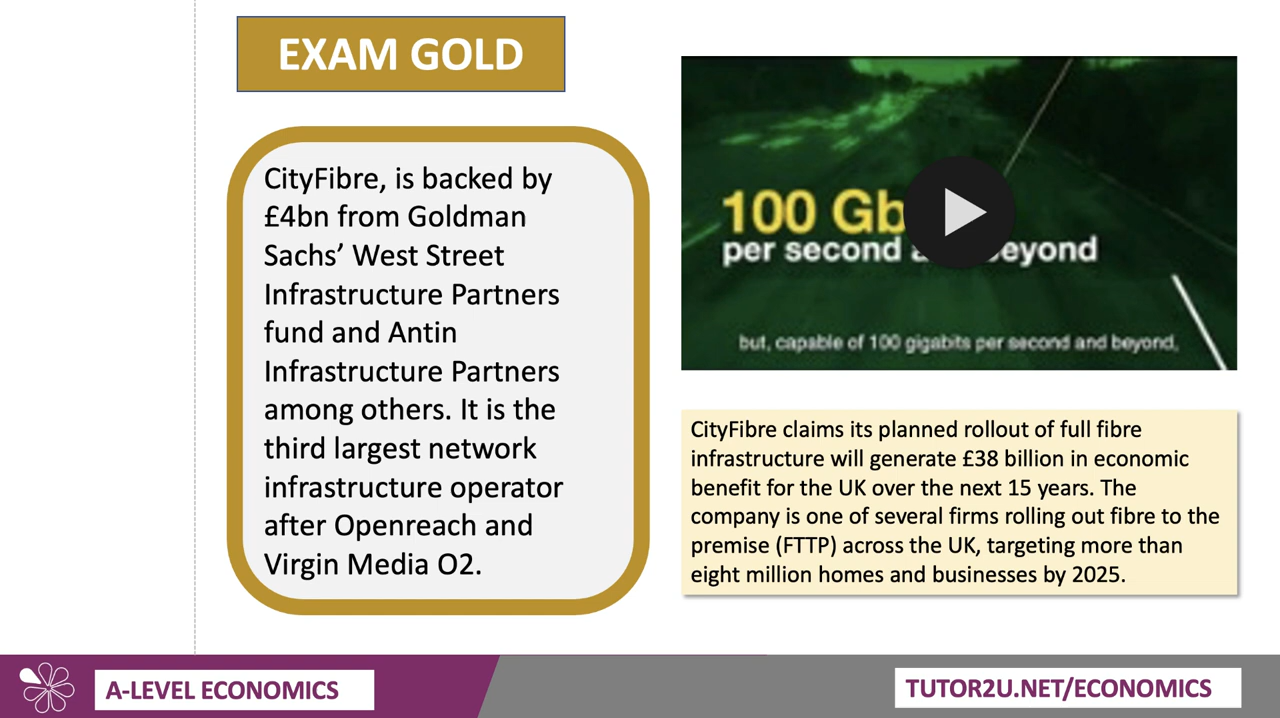 EXAM GOLD
CityFibre, is backed by
£4bn from Goldman
Sachs’ West Street
Infrastructure Partners
fund and Antin
Infrastructure Partners
among others. It is the
third largest network
infrastructure operator
after Openreach and
Virgin Media O2.
100 Gb
per second a eyond
but, capable of 100 gigabits per second and beyond,
CityFibre claims its planned rollout of full fibre
infrastructure will generate £38 billion in economic
benefit for the UK over the next 15 years. The
company is one of several firms rolling out fibre to the
premise (FTTP) across the UK, targeting more than
eight million homes and businesses by 2025.
A-LEVEL ECONOMICS
TUTOR2U.NET/ECONOMICS